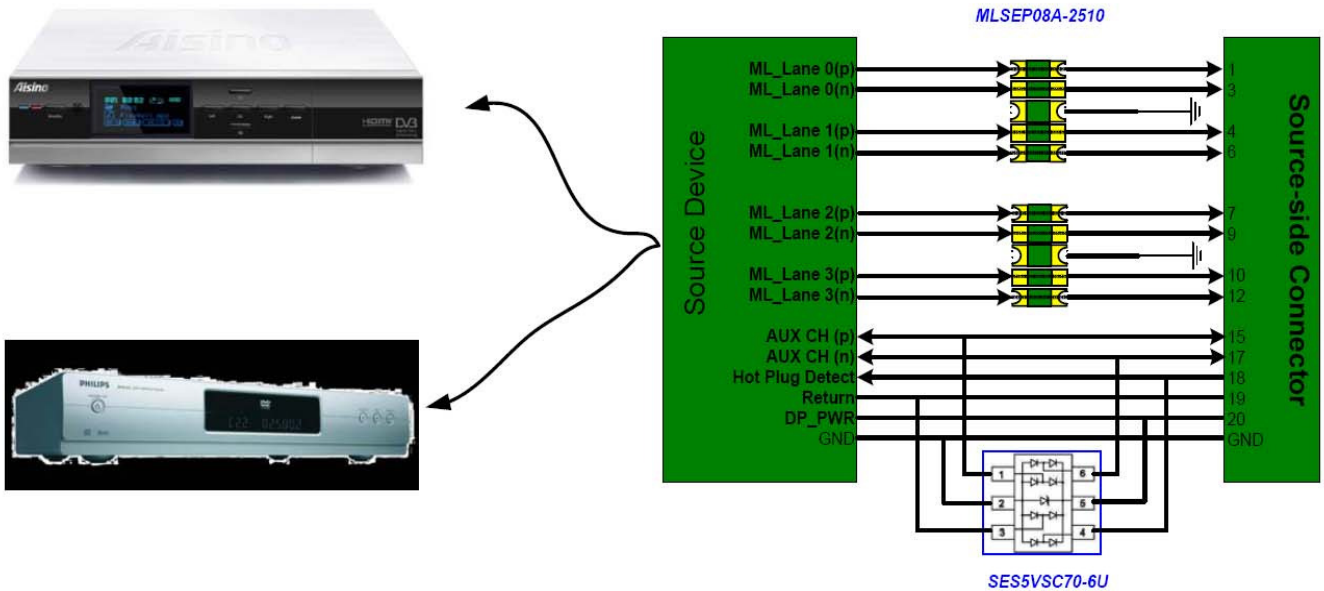 MLSEP08A-2510
Aisino
Aisino
HDMI DVB
PHILIPS
DVD
Source Device
ML_Lane 0(p)
ML_Lane 0(n)
ML_Lane 1(p)
ML_Lane 1(n)
ML_Lane 2(p)
ML_Lane 2(n)
ML_Lane 3(p)
ML_Lane 3(n)
AUX CH (p)
AUX CH (n)
Hot Plug Detect
Return
DP_PWR
GND
1
3
4
6
7
9
10
12
15
17
18
19
20
GND
Source-side Connector
1
2
3
6
5
4
SES5VSC70-6U